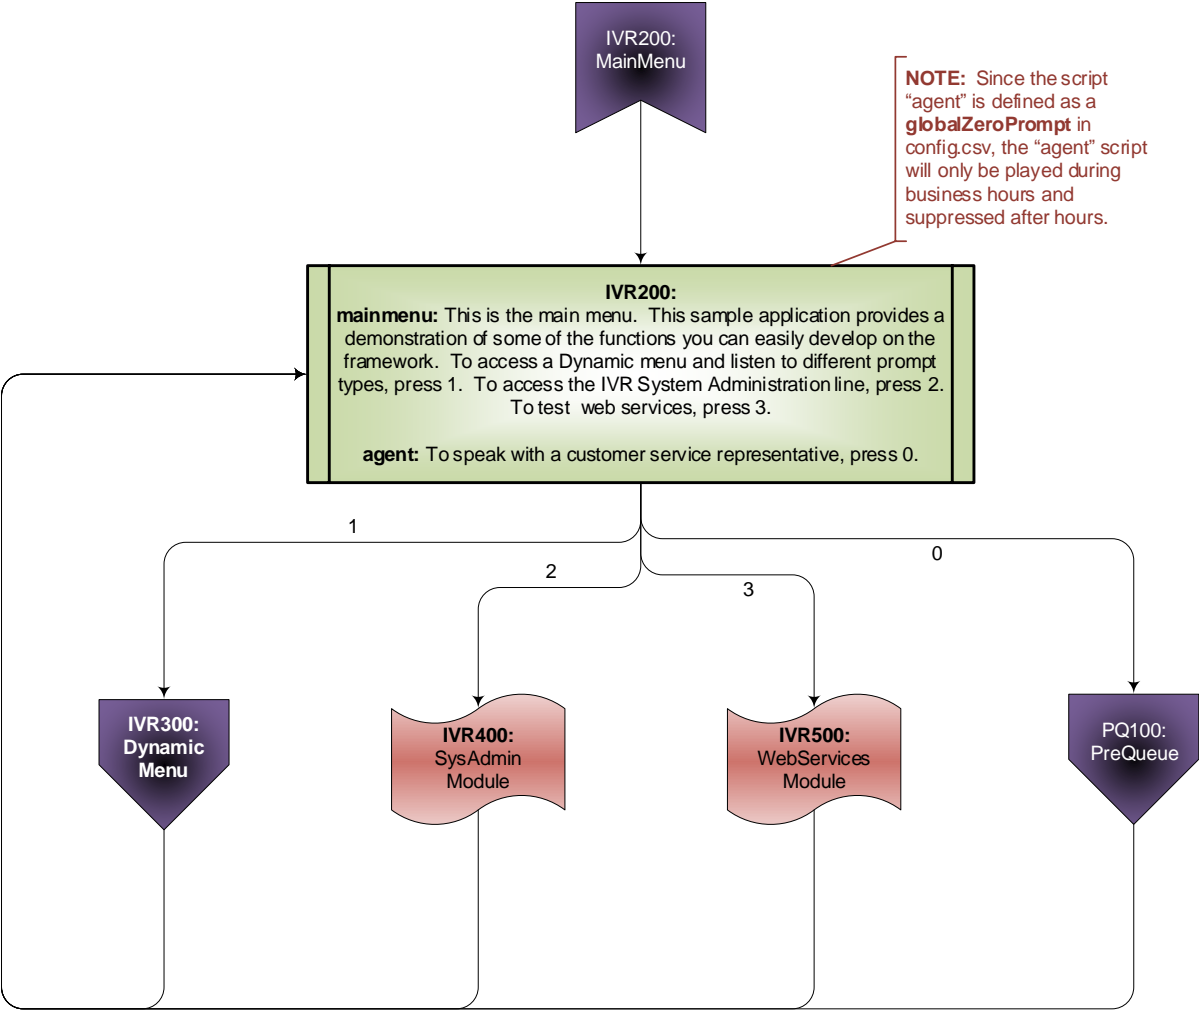 IVR200:
MainMenu
NOTE: Since the script
“agent” is defined as a
globalZeroPrompt in
config.csv, the “agent” script
will only be played during
business hours and
suppressed after hours.
IVR200:
mainmenu: This is the main menu. This sample application provides a
demonstration of some of the functions you can easily develop on the
framework. To access a Dynamic menu and listen to different prompt
types, press 1. To access the IVR System Administration line, press 2.
To test web services, press 3.
agent: To speak with a customer service representative, press 0.
1
2
3
0
IVR300:
Dynamic
Menu
IVR400:
SysAdmin
Module
IVR500:
WebServices
Module
PQ100:
PreQueue